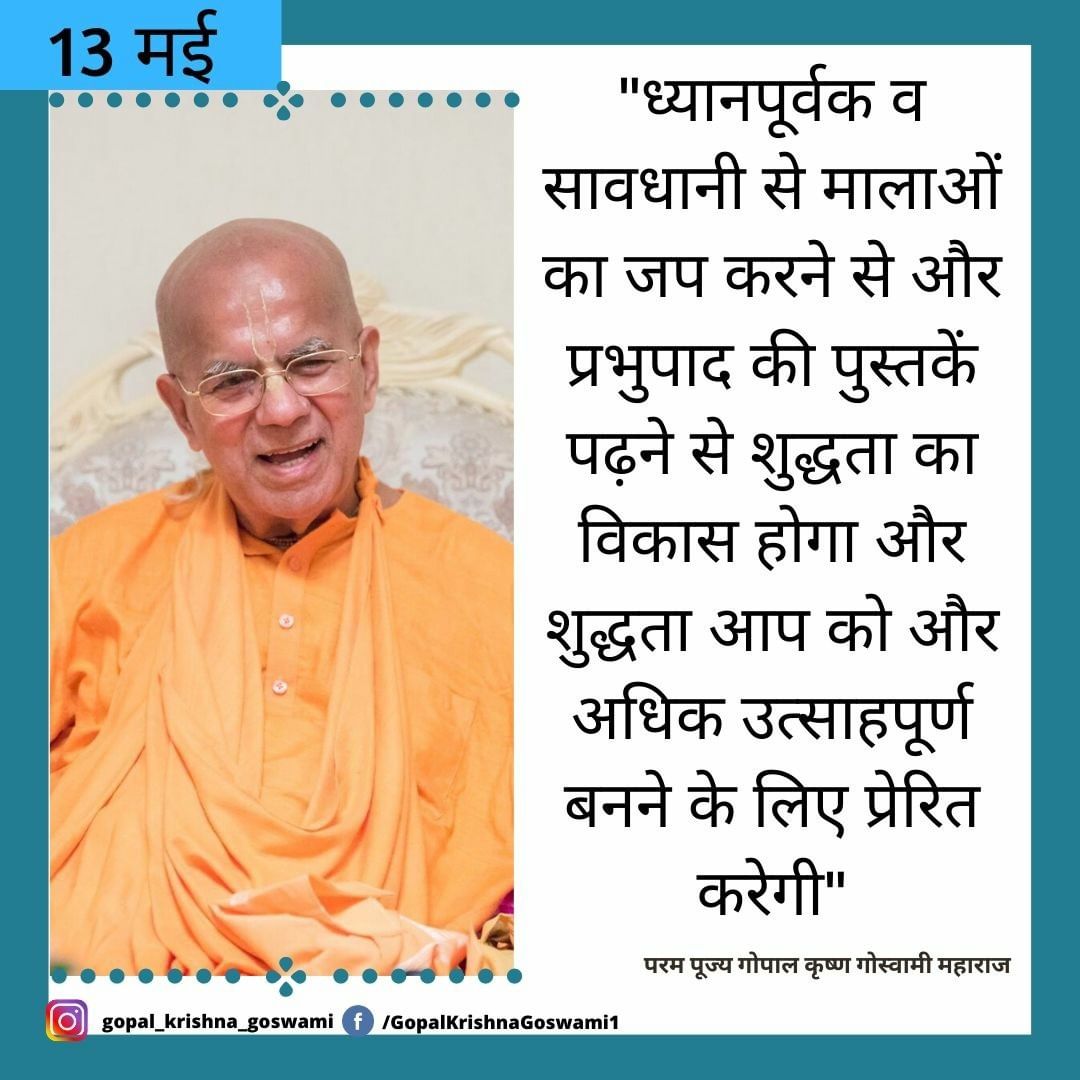 13 मई
"ध्यानपूर्वक व
सावधानी से मालाओं
का जप करने से और
प्रभुपाद की पुस्तकें
पढ़ने से शुद्धता का
विकास होगा और
शुद्धता आप को और
अधिक उत्साहपूर्ण
बनने के लिए प्रेरित
करेगी"
परम पूज्य गोपाल कृष्ण गोस्वामी महाराज
gopal_krishna_goswami /GopalKrishnaGoswami1